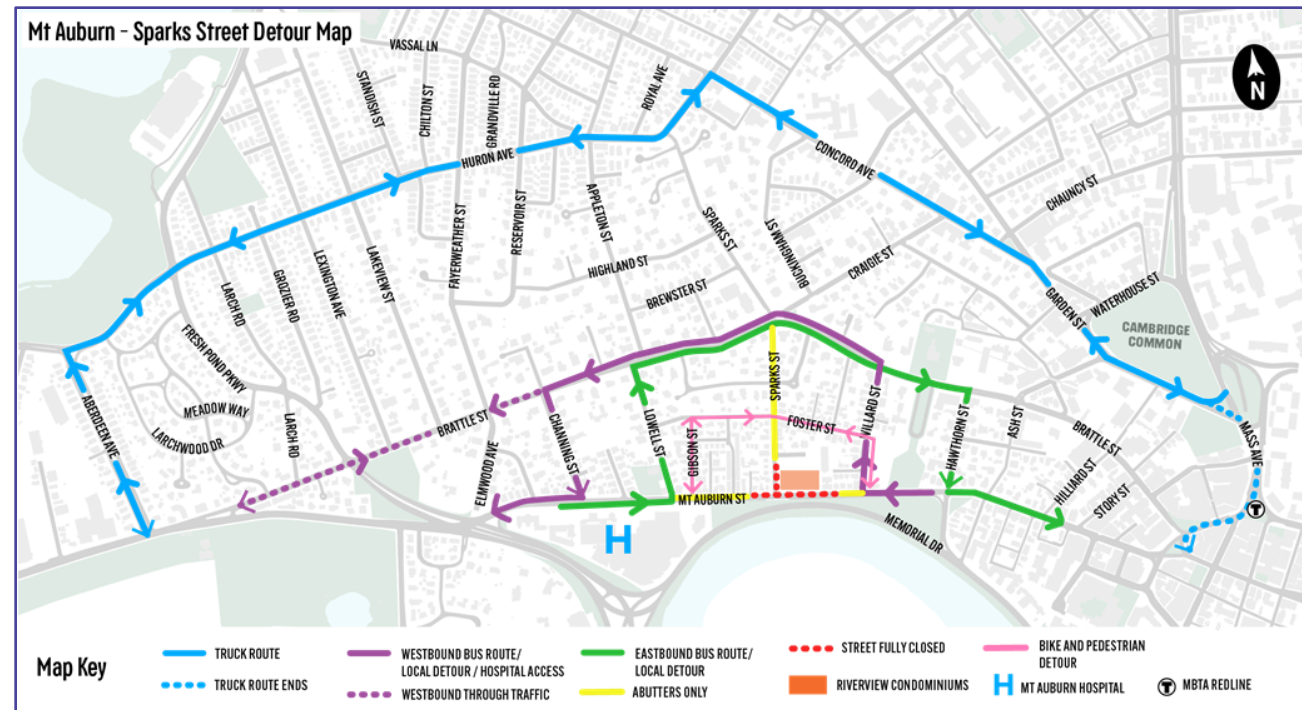 Mt Auburn - Sparks Street Detour Map
VASSAL LN
N
STANDISH ST
CHILTON ST
GRANDVILLE RD
ROYAL AVE
HURON AVE
CONCORD AVE
CHAUNCY ST
FAYERWEATHER ST
RESERVOIR ST
APPLETON ST
SPARKS ST
BUCKINGHAM ST
CRAIGIE ST
HIGHLAND ST
BREWSTER ST
LARCH RD
GROZIER RD
LEXINGTON AVE
LAKEVIEW ST
GARDEN ST
WATERHOUSE ST
CAMBRIDGE
COMMON
FRESH POND PKWY
ABERDEEN AVE
MEADOW WAY
LARCHWOOD DR
LARCH RD
BRATTLE ST
ELMWOOD AVE
CHANNING ST
LOWELL ST
GIBSON ST
SPARKS ST
FOSTER ST
WILLARD ST
HAWTHORN ST
ASH ST
BRATTLE ST
HILLIARD ST
STORY ST
MASS AVE
T
MT AUBURN ST
MEMORIAL DR
H
Map Key
TRUCK ROUTE
TRUCK ROUTE ENDS
WESTBOUND BUS ROUTE/
LOCAL DETOUR / HOSPITAL ACCESS
WESTBOUND THROUGH TRAFFIC
EASTBOUND BUS ROUTE/
LOCAL DETOUR
ABUTTERS ONLY
STREET FULLY CLOSED
RIVERVIEW CONDOMINIUMS
BIKE AND PEDESTRIAN
DETOUR
H MT AUBURN HOSPITAL
T MBTA REDLINE